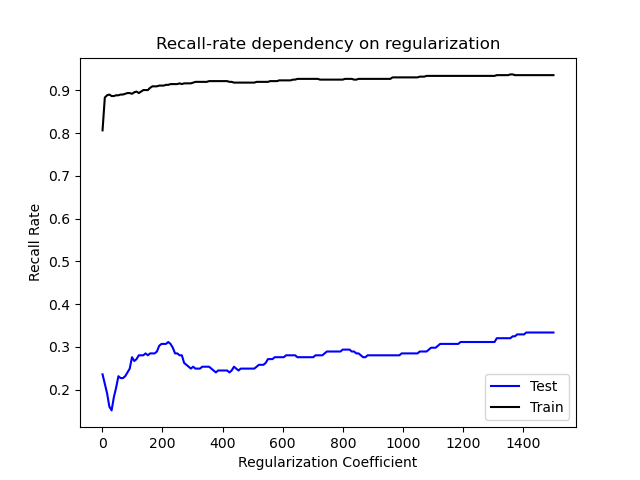 Recall-rate dependency on regularization
Recall Rate
0.9
0.8
0.7
0.6
0.5
0.4
0.3
0.2
0 200 400 600 800 1000 1200 1400
Regularization Coefficient
Test
Train